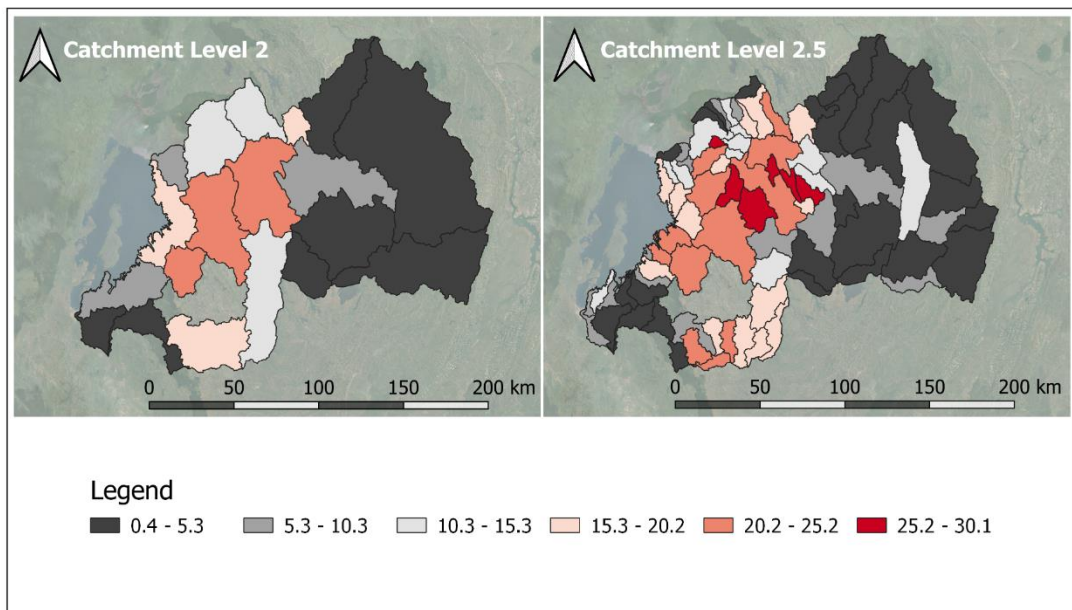 Catchment Level 2
Catchment Level 2.5
0 50 100 150 200 km
0 50 100 150 200 km
Legend
0.4 - 5.3
5.3 - 10.3
10.3 - 15.3
15.3 - 20.2
20.2 - 25.2
25.2 - 30.1